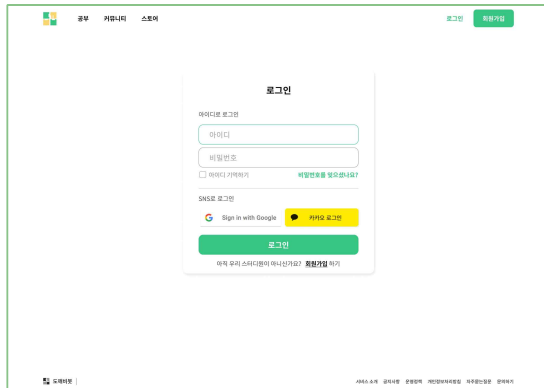 공부 커뮤니티 스토어 로그인 회원가입
로그인
아이디로 로그인
아이디
비밀번호
아이디 기억하기 비밀번호를 잊으셨나요?
SNS로 로그인
Sign in with Google 카카오 로그인
로그인
아직 우리 스터디원이 아니신가요? 회원가입 하기
도깨비풋 서비스 소개 공지사항 운영정책 개인정보처리방침 자주묻는질문 문의하기